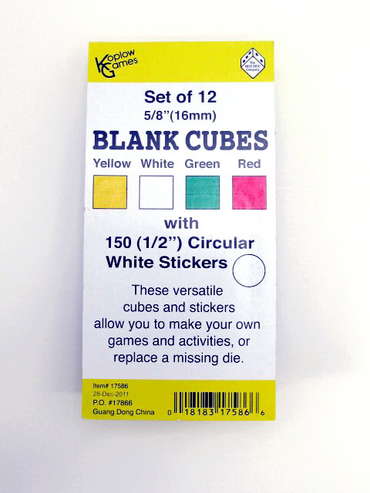 Koplow
Games
Set of 12
5/8"(16mm)
BLANK CUBES
Yellow White Green Red
with
150 (1/2") Circular
White Stickers
These versatile
cubes and stickers
allow you to make your own
games and activities, or
replace a missing die.
Item# 17586
28-Dec-2011
P.O. #17866
Guang Dong China
0 18183 17586 6